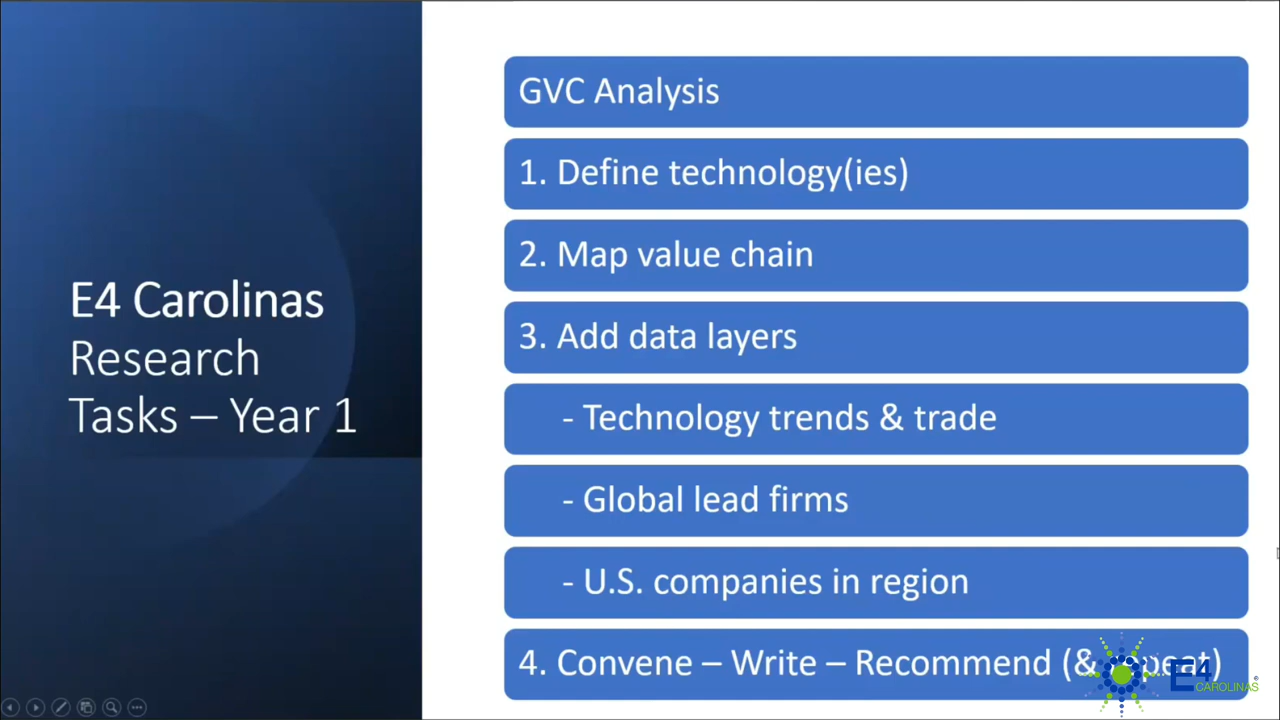 E4 Carolinas
Research
Tasks – Year 1
GVC Analysis
1. Define technology(ies)
2. Map value chain
3. Add data layers
- Technology trends & trade
- Global lead firms
- U.S. companies in region
4. Convene – Write – Recommend (& repeat)
E4
CAROLINAS